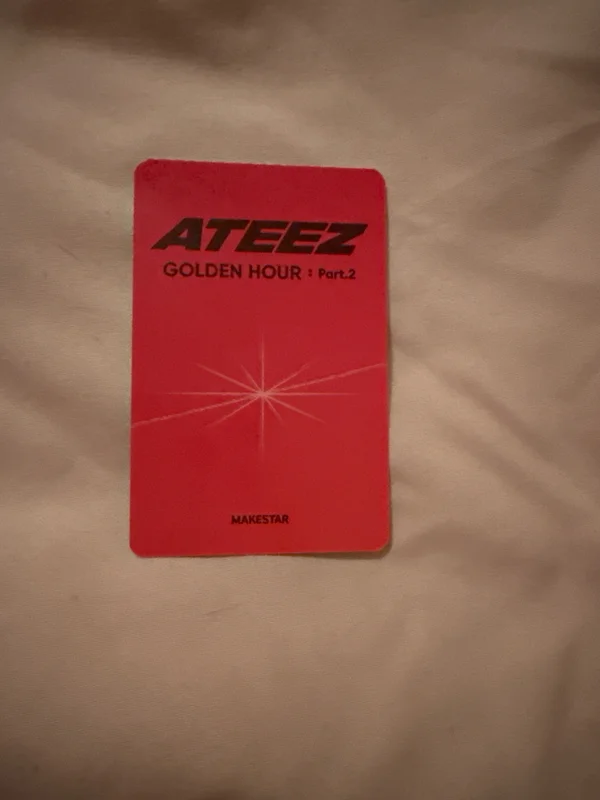 ATEEZ
GOLDEN HOUR : Part.2
MAKESTAR